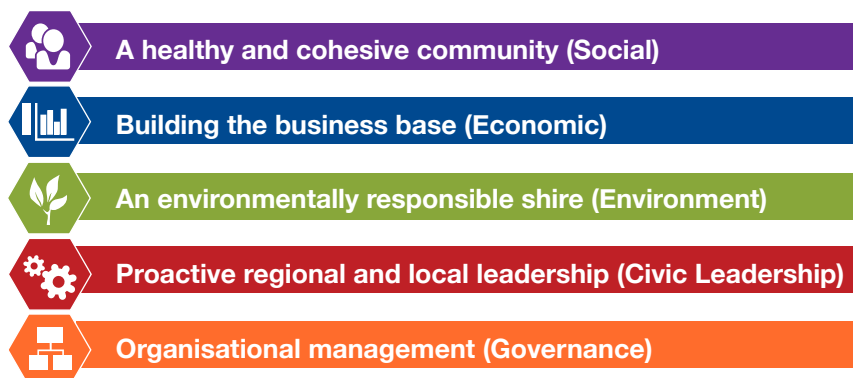 A healthy and cohesive community (Social)
Building the business base (Economic)
An environmentally responsible shire (Environment)
Proactive regional and local leadership (Civic Leadership)
Organisational management (Governance)